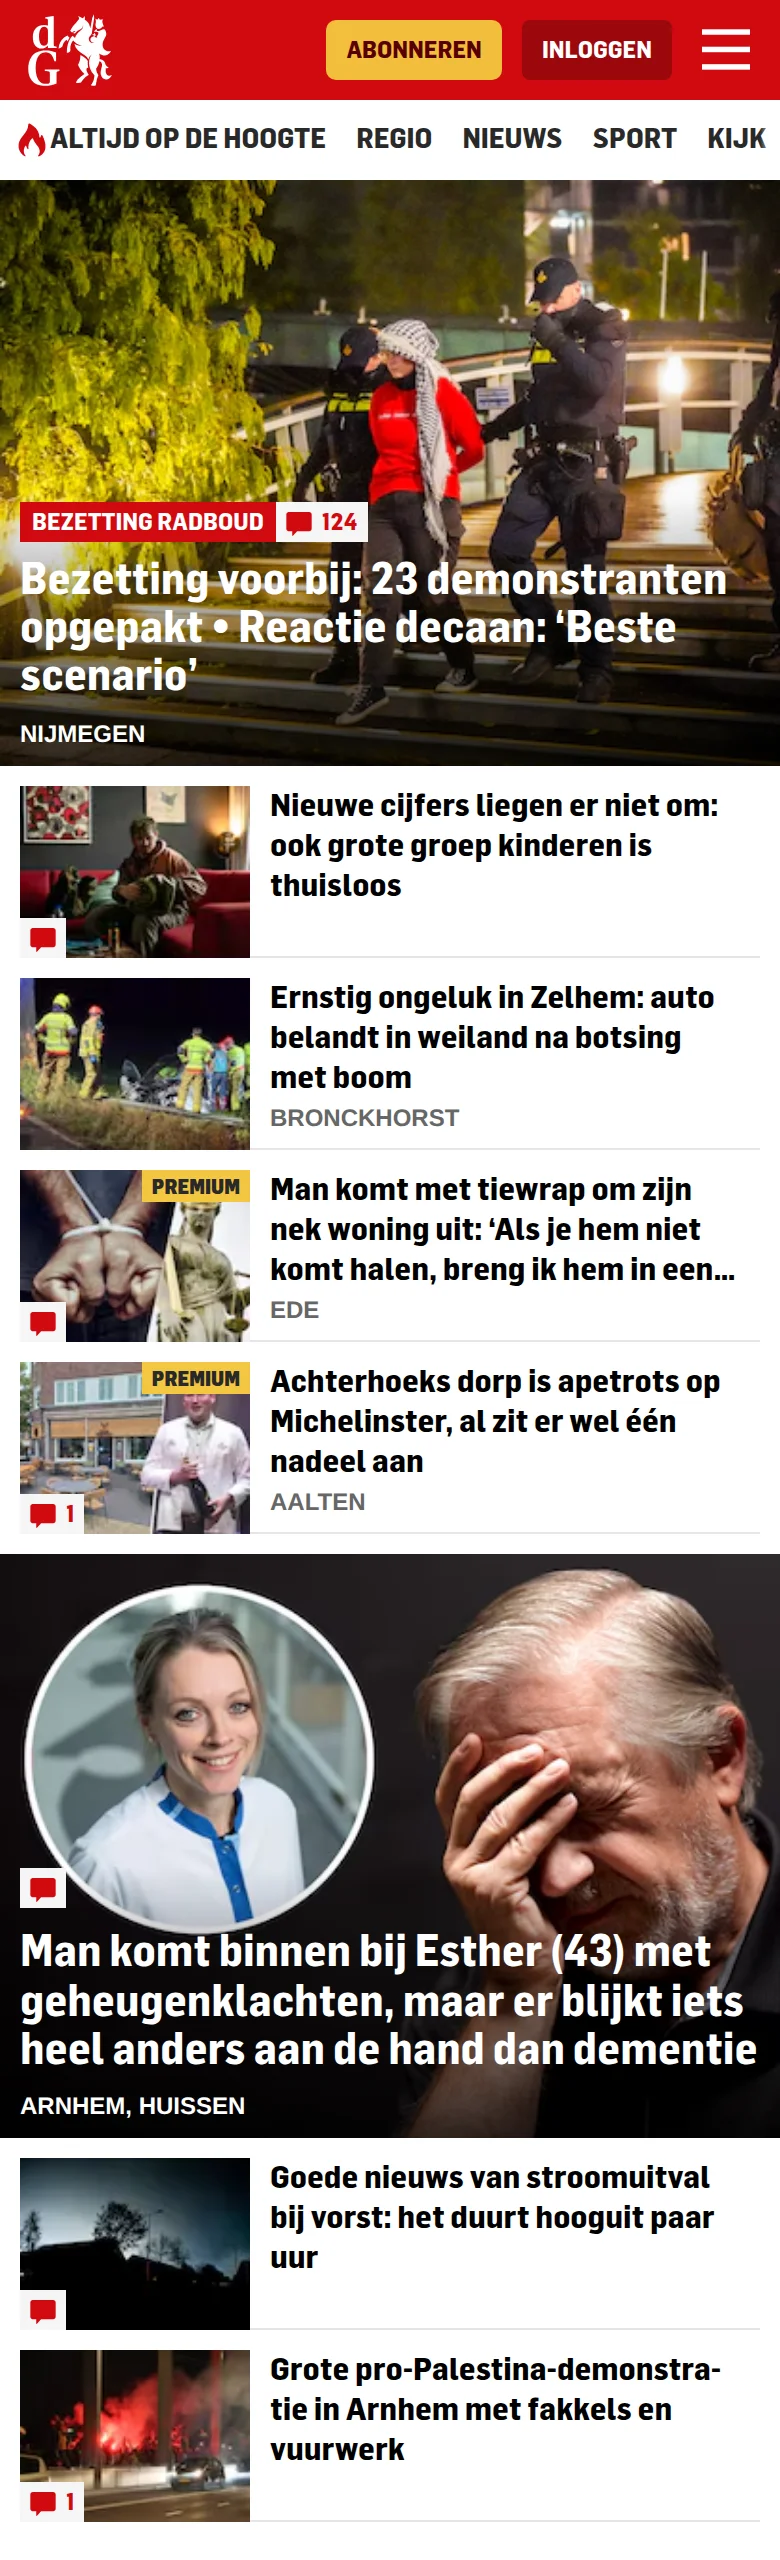 dG
ABONNEREN
INLOGGEN
ALTIJD OP DE HOOGTE
REGIO
NIEUWS
SPORT
KIJK
BEZETTING RADBOUD
124
Bezetting voorbij: 23 demonstranten
opgepakt • Reactie decaan: ‘Beste
scenario’
NIJMEGEN
Nieuwe cijfers liegen er niet om:
ook grote groep kinderen is
thuisloos
Ernstig ongeluk in Zelhem: auto
belandt in weiland na botsing
met boom
BRONCKHORST
PREMIUM
Man komt met tiewrap om zijn
nek woning uit: ‘Als je hem niet
komt halen, breng ik hem in een...
EDE
PREMIUM
1
Achterhoeks dorp is apetrots op
Michelinster, al zit er wel één
nadeel aan
AALTEN
Man komt binnen bij Esther (43) met
geheugenklachten, maar er blijkt iets
heel anders aan de hand dan dementie
ARNHEM, HUISSEN
Goede nieuws van stroomuitval
bij vorst: het duurt hooguit paar
uur
1
Grote pro-Palestina-demonstra-
tie in Arnhem met fakkels en
vuurwerk